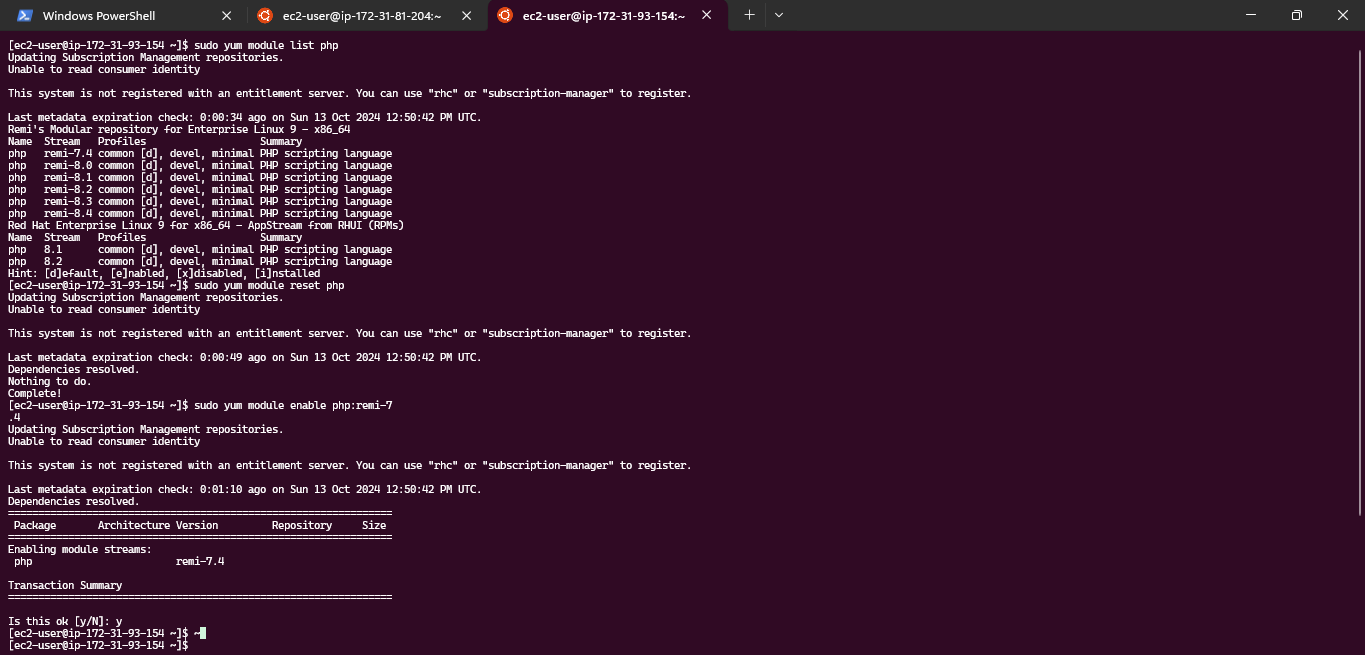 Windows PowerShell
ec2-user@ip-172-31-81-204:~
ec2-user@ip-172-31-93-154:~
[ec2-user@ip-172-31-93-154 ~]$ sudo yum module list php
Updating Subscription Management repositories.
Unable to read consumer identity
This system is not registered with an entitlement server. You can use "rhc" or "subscription-manager" to register.
Last metadata expiration check: 0:00:34 ago on Sun 13 Oct 2024 12:50:42 PM UTC.
Remi's Modular repository for Enterprise Linux 9 - x86_64
Name Stream Profiles Summary
php remi-7.4 common [d], devel, minimal PHP scripting language
php remi-8.0 common [d], devel, minimal PHP scripting language
php remi-8.1 common [d], devel, minimal PHP scripting language
php remi-8.2 common [d], devel, minimal PHP scripting language
php remi-8.3 common [d], devel, minimal PHP scripting language
php remi-8.4 common [d], devel, minimal PHP scripting language
Red Hat Enterprise Linux 9 for x86_64 - AppStream from RHUI (RPMs)
Name Stream Profiles Summary
php 8.1 common [d], devel, minimal PHP scripting language
php 8.2 common [d], devel, minimal PHP scripting language
Hint: [d]efault, [e]nabled, [x]disabled, [i]nstalled
[ec2-user@ip-172-31-93-154 ~]$ sudo yum module reset php
Updating Subscription Management repositories.
Unable to read consumer identity
This system is not registered with an entitlement server. You can use "rhc" or "subscription-manager" to register.
Last metadata expiration check: 0:00:49 ago on Sun 13 Oct 2024 12:50:42 PM UTC.
Dependencies resolved.
Nothing to do.
Complete!
[ec2-user@ip-172-31-93-154 ~]$ sudo yum module enable php:remi-7
.4
Updating Subscription Management repositories.
Unable to read consumer identity
This system is not registered with an entitlement server. You can use "rhc" or "subscription-manager" to register.
Last metadata expiration check: 0:01:10 ago on Sun 13 Oct 2024 12:50:42 PM UTC.
Dependencies resolved.
================================================================
Package Architecture Version Repository Size
================================================================
Enabling module streams:
php remi-7.4
Transaction Summary
================================================================
Is this ok [y/N]: y
[ec2-user@ip-172-31-93-154 ~]$ ~
[ec2-user@ip-172-31-93-154 ~]$